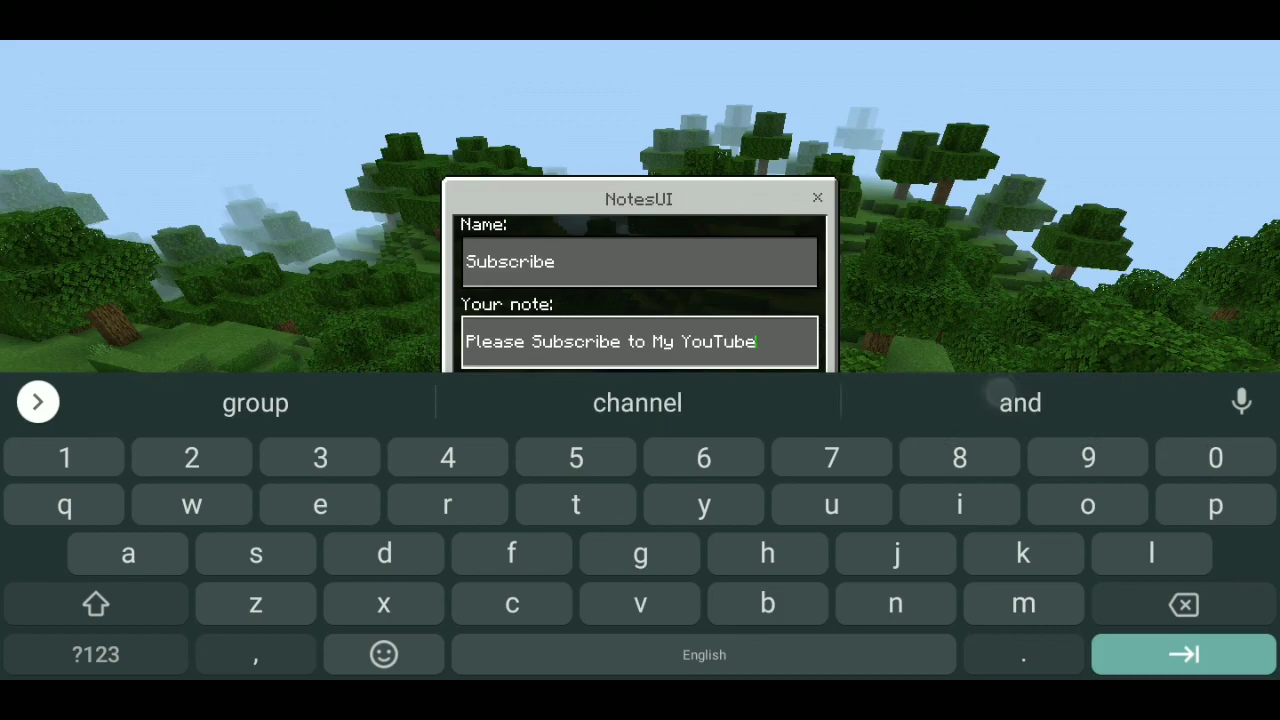 NotesUI
Name:
Subscribe
Your note:
Please Subscribe to My YouTube
group channel and
1 2 3 4 5 6 7 8 9 0
q w e r t y u i o p
a s d f g h j k l
z x c v b n m
?123 , English .